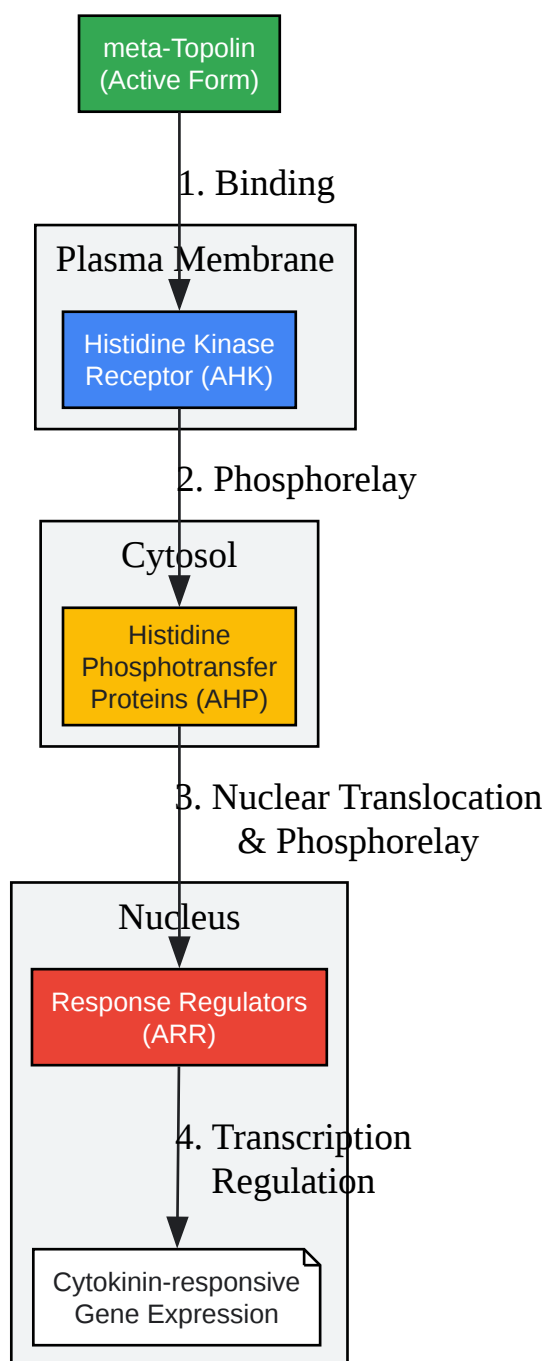 meta-Topolin
(Active Form)
1. Binding
Plasma Membrane
Histidine Kinase
Receptor (AHK)
2. Phosphorelay
Cytosol
Histidine
Phosphotransfer
Proteins (AHP)
3. Nuclear Translocation
& Phosphorelay
Nucleus
Response Regulators
(ARR)
4. Transcription
Regulation
Cytokinin-responsive
Gene Expression